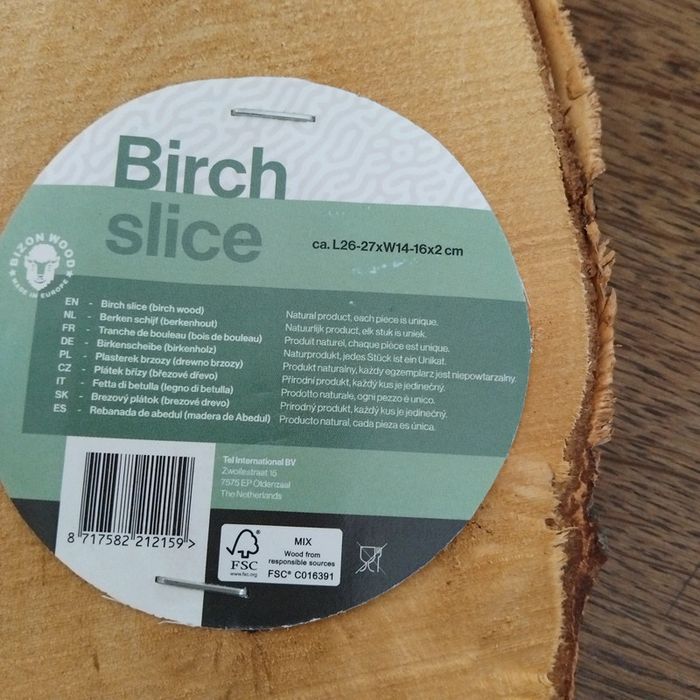 Birch
slice
ca. L26-27xW14-16x2 cm
BIZON WOOD
MADE IN EUROPE
EN - Birch slice (birch wood) Natural product, each piece is unique.
NL - Berken schijf (berkenhout) Natuurlijk product, elk stuk is uniek.
FR - Tranche de bouleau (bois de bouleau) Produit naturel, chaque pièce est unique.
DE - Birkenscheibe (birkenholz) Naturprodukt, jedes Stück ist ein Unikat.
PL - Plasterek brzozy (drewno brzozy) Produkt naturalny, każdy egzemplarz jest niepowtarzalny.
CZ - Plátek břízy (březové dřevo) Přírodní produkt, každý kus je jedinečný.
IT - Fetta di betulla (legno di betulla) Prodotto naturale, ogni pezzo è unico.
SK - Brezový plátok (brezové drevo) Prírodný produkt, každý kus je jedinečný.
ES - Rebanada de abedul (madera de Abedul) Producto natural, cada pieza es única.
Tel International BV
Zwollestraat 15
7575 EP Oldenzaal
The Netherlands
8 717582 212159 >
FSC
www.fsc.org
MIX
Wood from
responsible sources
FSC® C016391